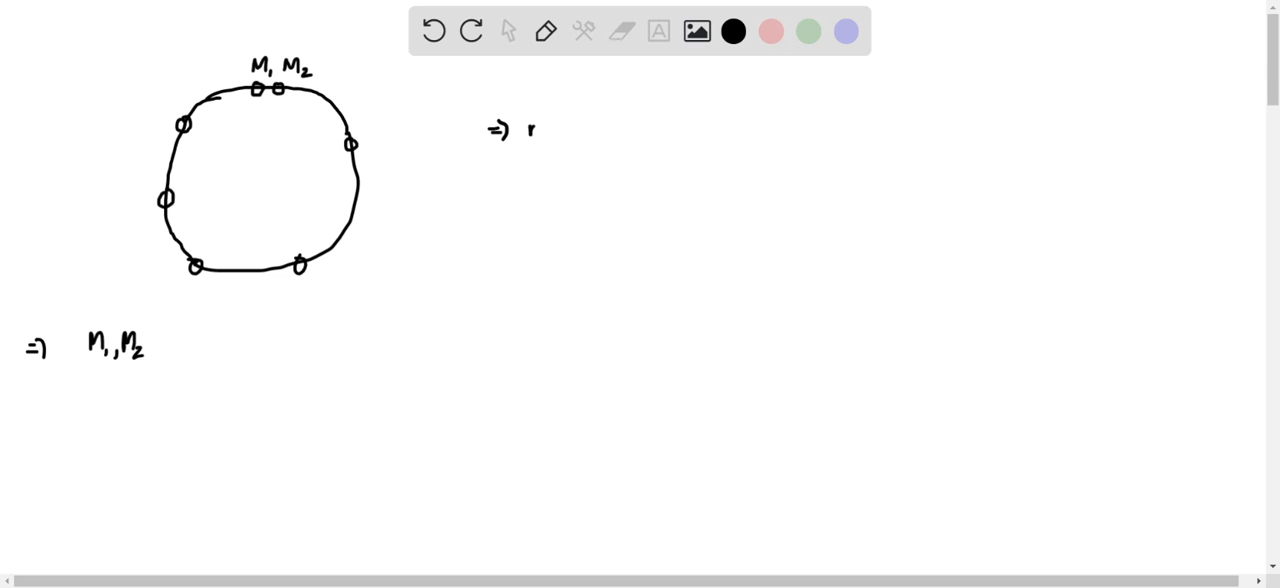 M₁ M₂
⇒ r
⇒ M₁, M₂